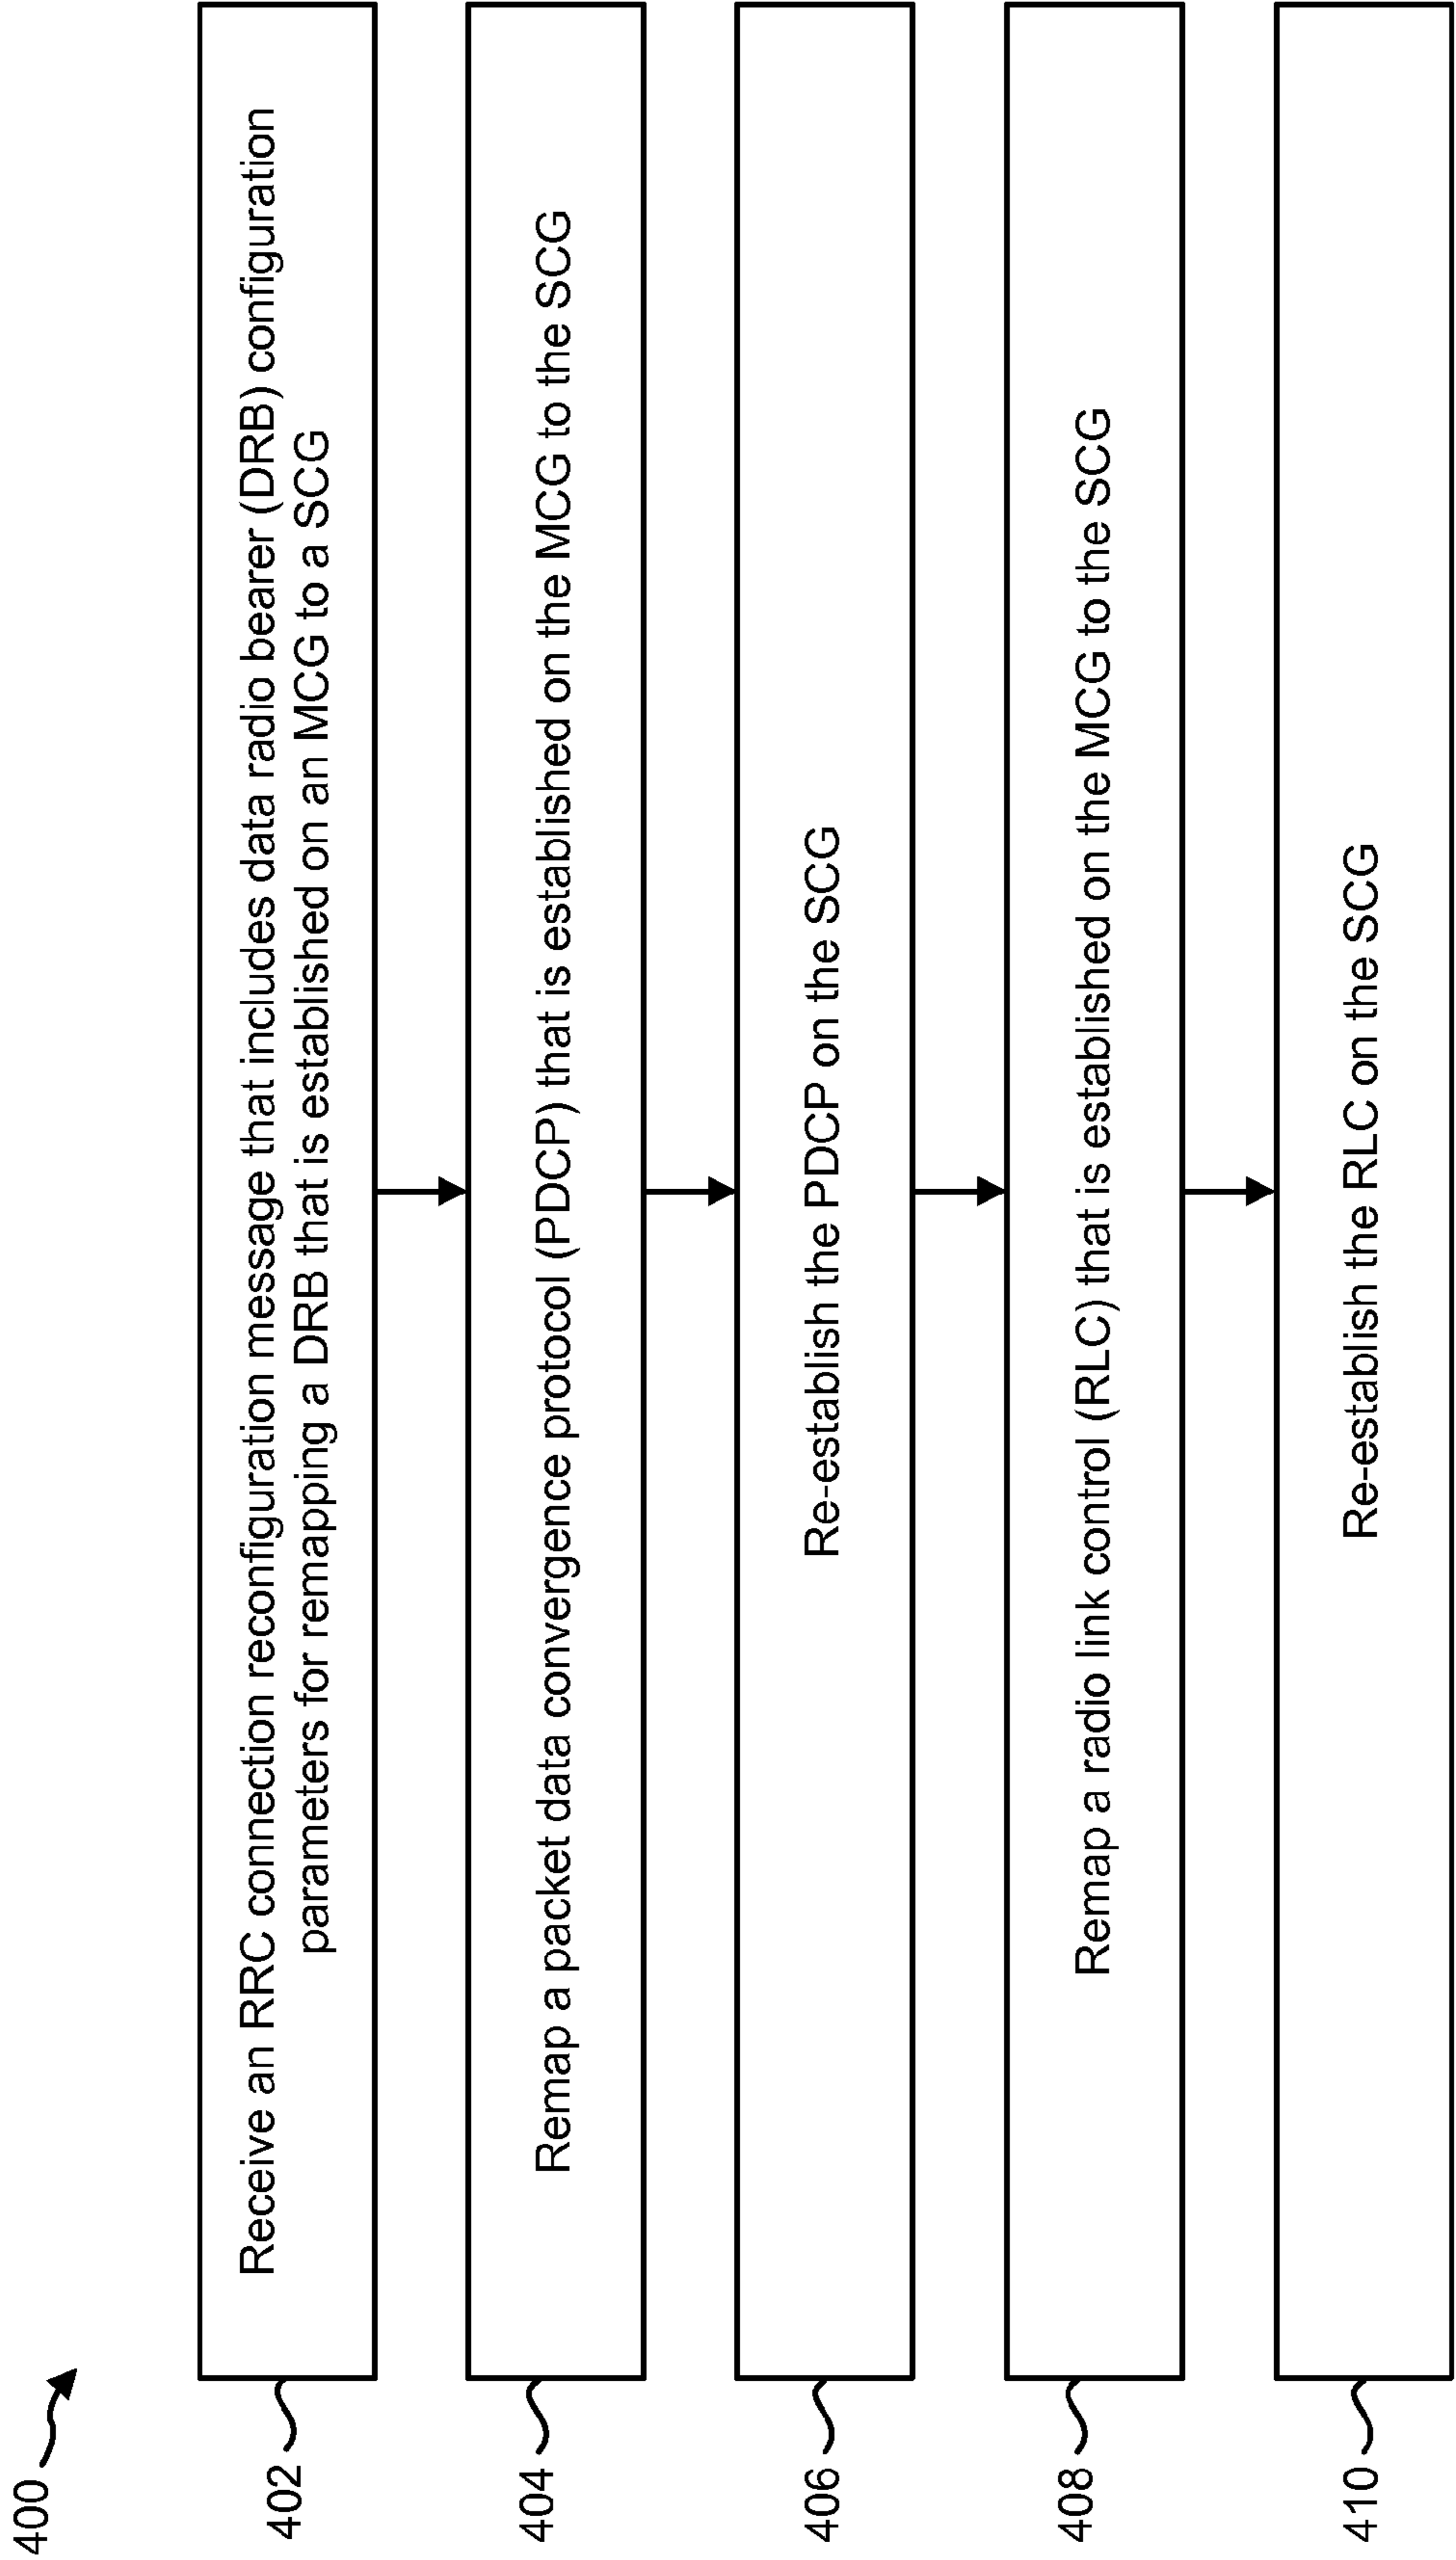 400
402
Receive an RRC connection reconfiguration message that includes data radio bearer (DRB) configuration
parameters for remapping a DRB that is established on an MCG to a SCG
404
Remap a packet data convergence protocol (PDCP) that is established on the MCG to the SCG
406
Re-establish the PDCP on the SCG
408
Remap a radio link control (RLC) that is established on the MCG to the SCG
410
Re-establish the RLC on the SCG